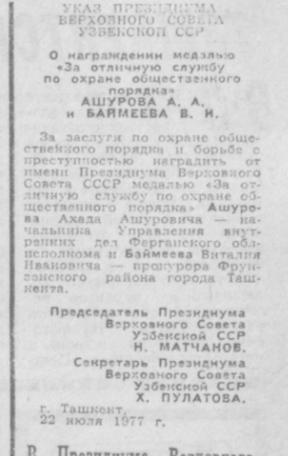 УКАЗ ПРЕЗИДИУМА
ВЕРХОВНОГО СОВЕТА
УЗБЕКСКОЙ ССР
О награждении медалью
«За отличную службу
по охране общественного
порядка»
АШУРОВА А. А.
и БАЙМЕЕВА В. И.
За заслуги по охране обще-
ственного порядка и борьбе с
преступностью наградить от
имени Президиума Верховного
Совета СССР медалью «За от-
личную службу по охране об-
щественного порядка» Ашуро-
ва Ахада Ашуровича — на-
чальника Управления внут-
ренних дел Ферганского обл-
исполкома и Баймеева Виталия
Ивановича — прокурора Фрун-
зенского района города Таш-
кента.
Председатель Президиума
Верховного Совета
Узбекской ССР
Н. МАТЧАНОВ.
Секретарь Президиума
Верховного Совета
Узбекской ССР
Х. ПУЛАТОВА.
г. Ташкент,
22 июля 1977 г.
В Президиуме Верховного